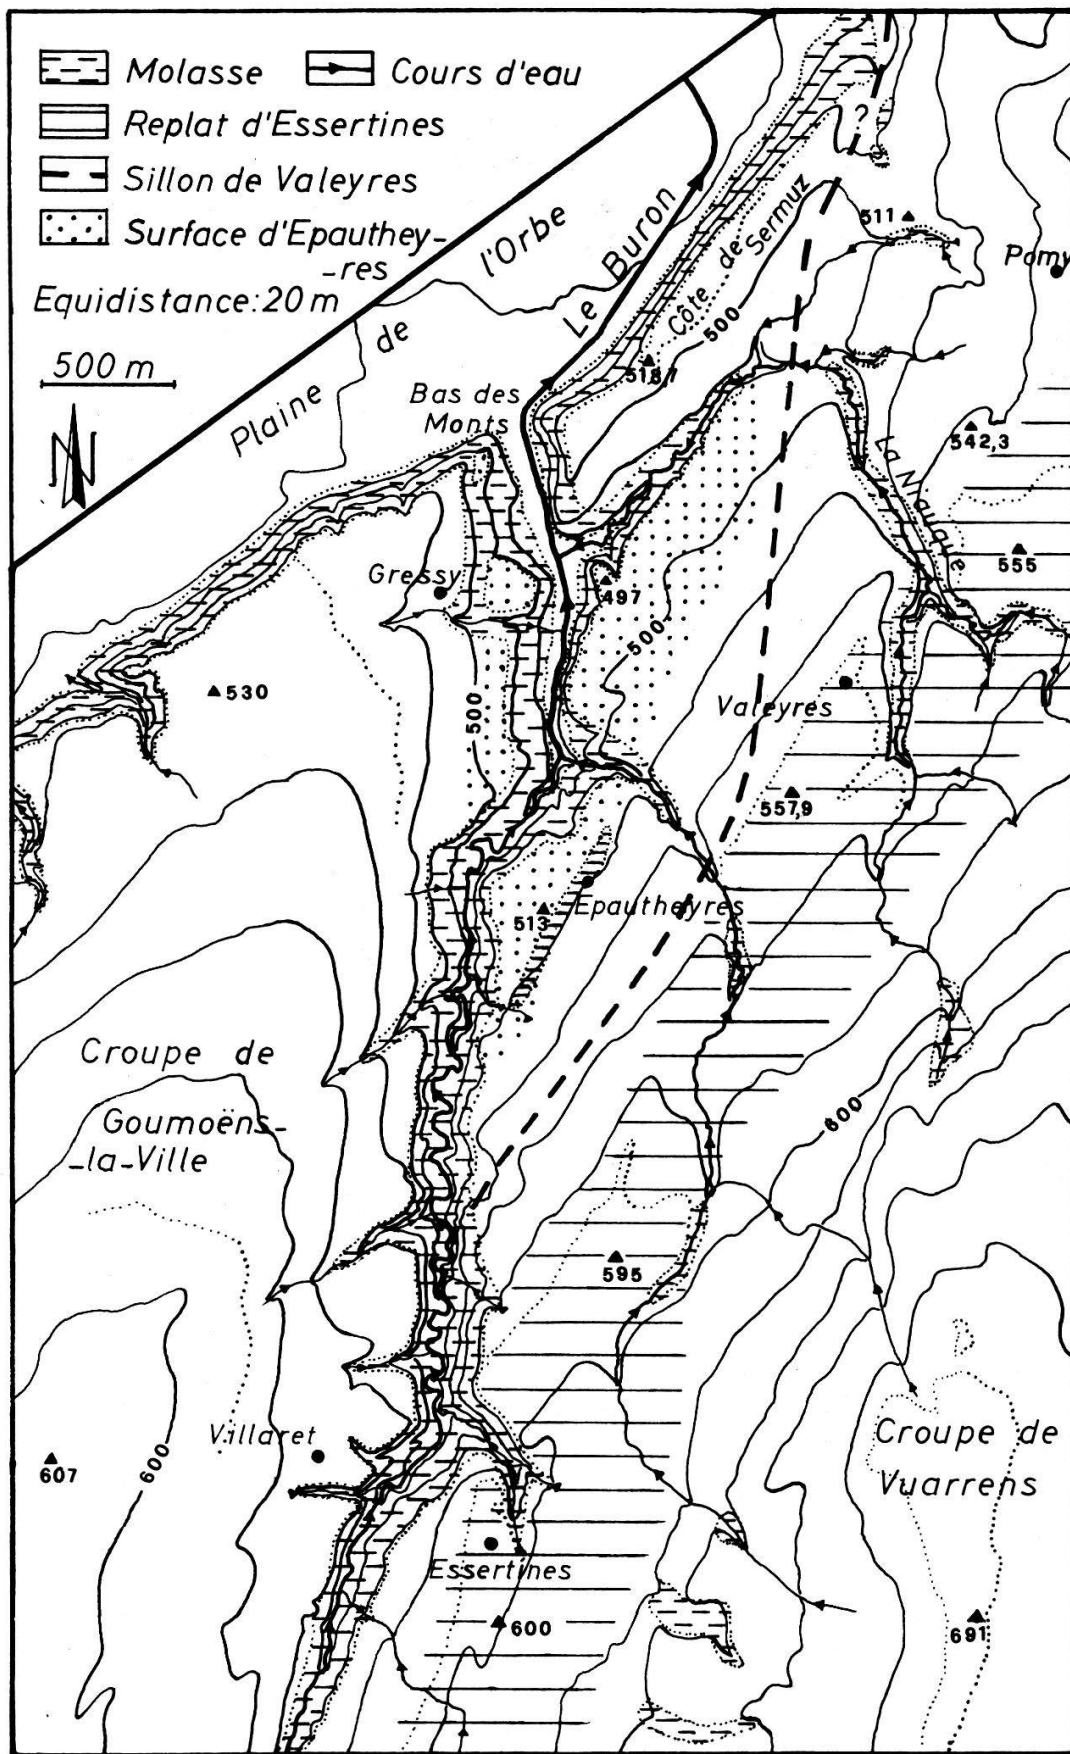 Molasse
Cours d'eau
Replat d'Essertines
Sillon de Valeyres
Surface d'Epauthey-
-res
Equidistance: 20 m
500 m
N
Plaine de l'Orbe
Le Buron
Côte de Sermuz
?
511
Pomy
500
518,1
Bas des
Monts
542,3
La Niauque
555
Gressy
497
500
530
500
Valeyres
557,9
Epautheyres
513
Croupe de
Goumoëns-
-la-Ville
600
595
Villaret
607
600
Croupe de
Vuarrens
Essertines
600
691